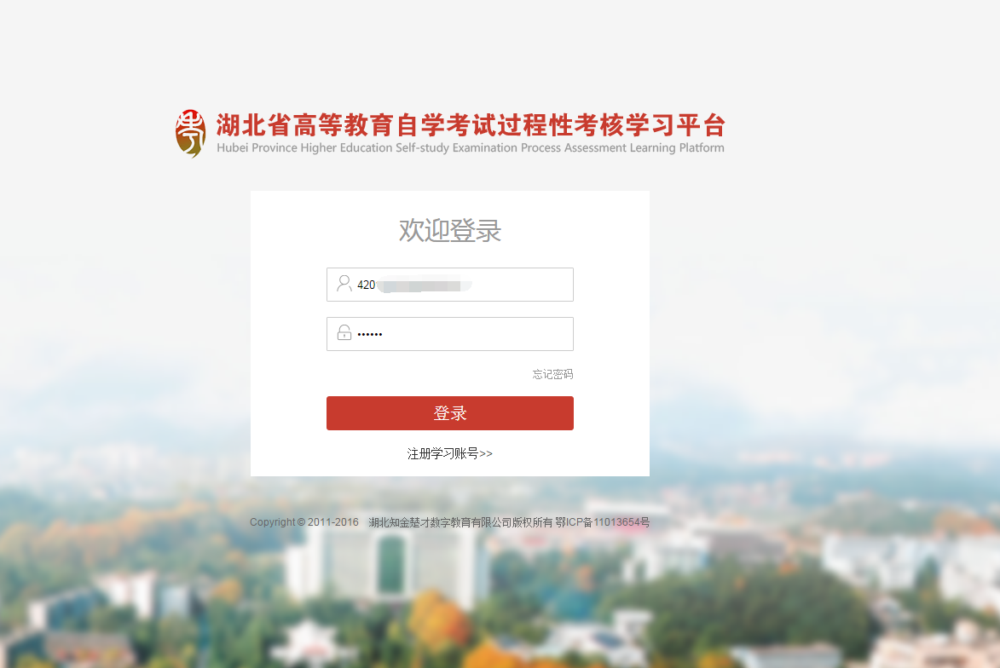 湖北省高等教育自学考试过程性考核学习平台
Hubei Province Higher Education Self-study Examination Process Assessment Learning Platform
欢迎登录
420
••••••
忘记密码
登录
注册学习账号>>
Copyright © 2011-2016 湖北知金楚才数字教育有限公司版权所有 鄂ICP备11013654号